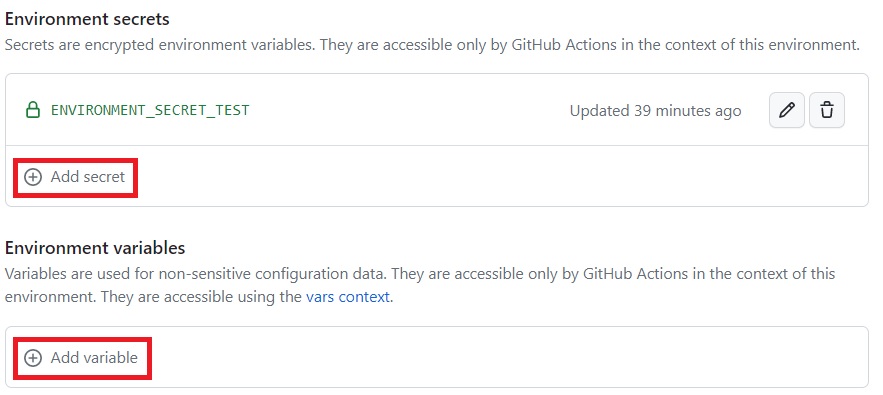 Environment secrets
Secrets are encrypted environment variables. They are accessible only by GitHub Actions in the context of this environment.
ENVIRONMENT_SECRET_TEST Updated 39 minutes ago
Add secret
Environment variables
Variables are used for non-sensitive configuration data. They are accessible only by GitHub Actions in the context of this
environment. They are accessible using the vars context.
Add variable